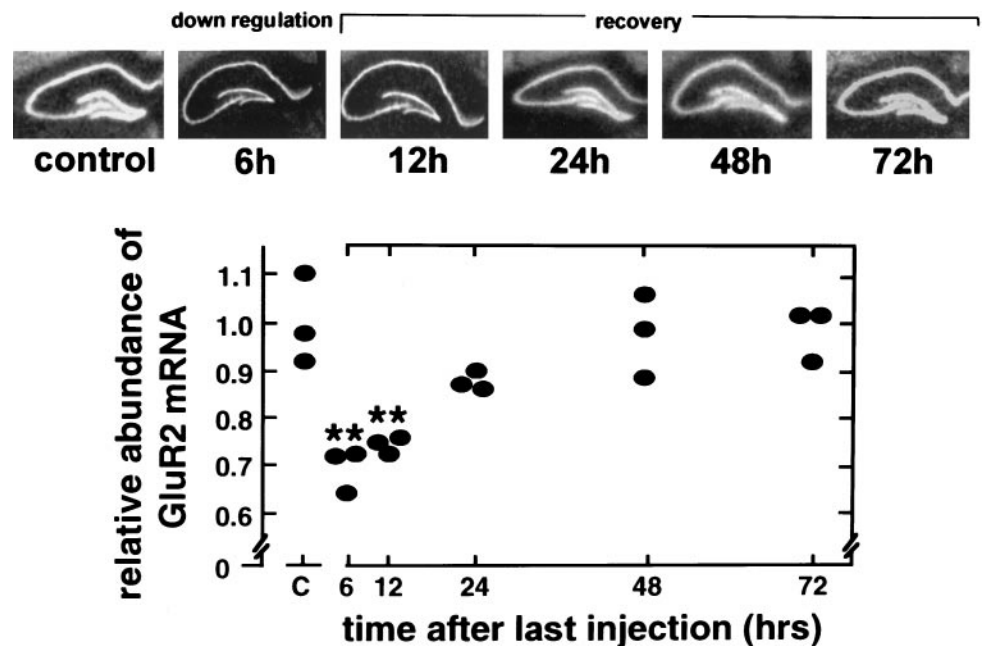 down regulation recovery
control 6h 12h 24h 48h 72h
relative abundance of
GluR2 mRNA
1.1
1.0
0.9
0.8
0.7
0.6
0
** **
C 6 12 24 48 72
time after last injection (hrs)